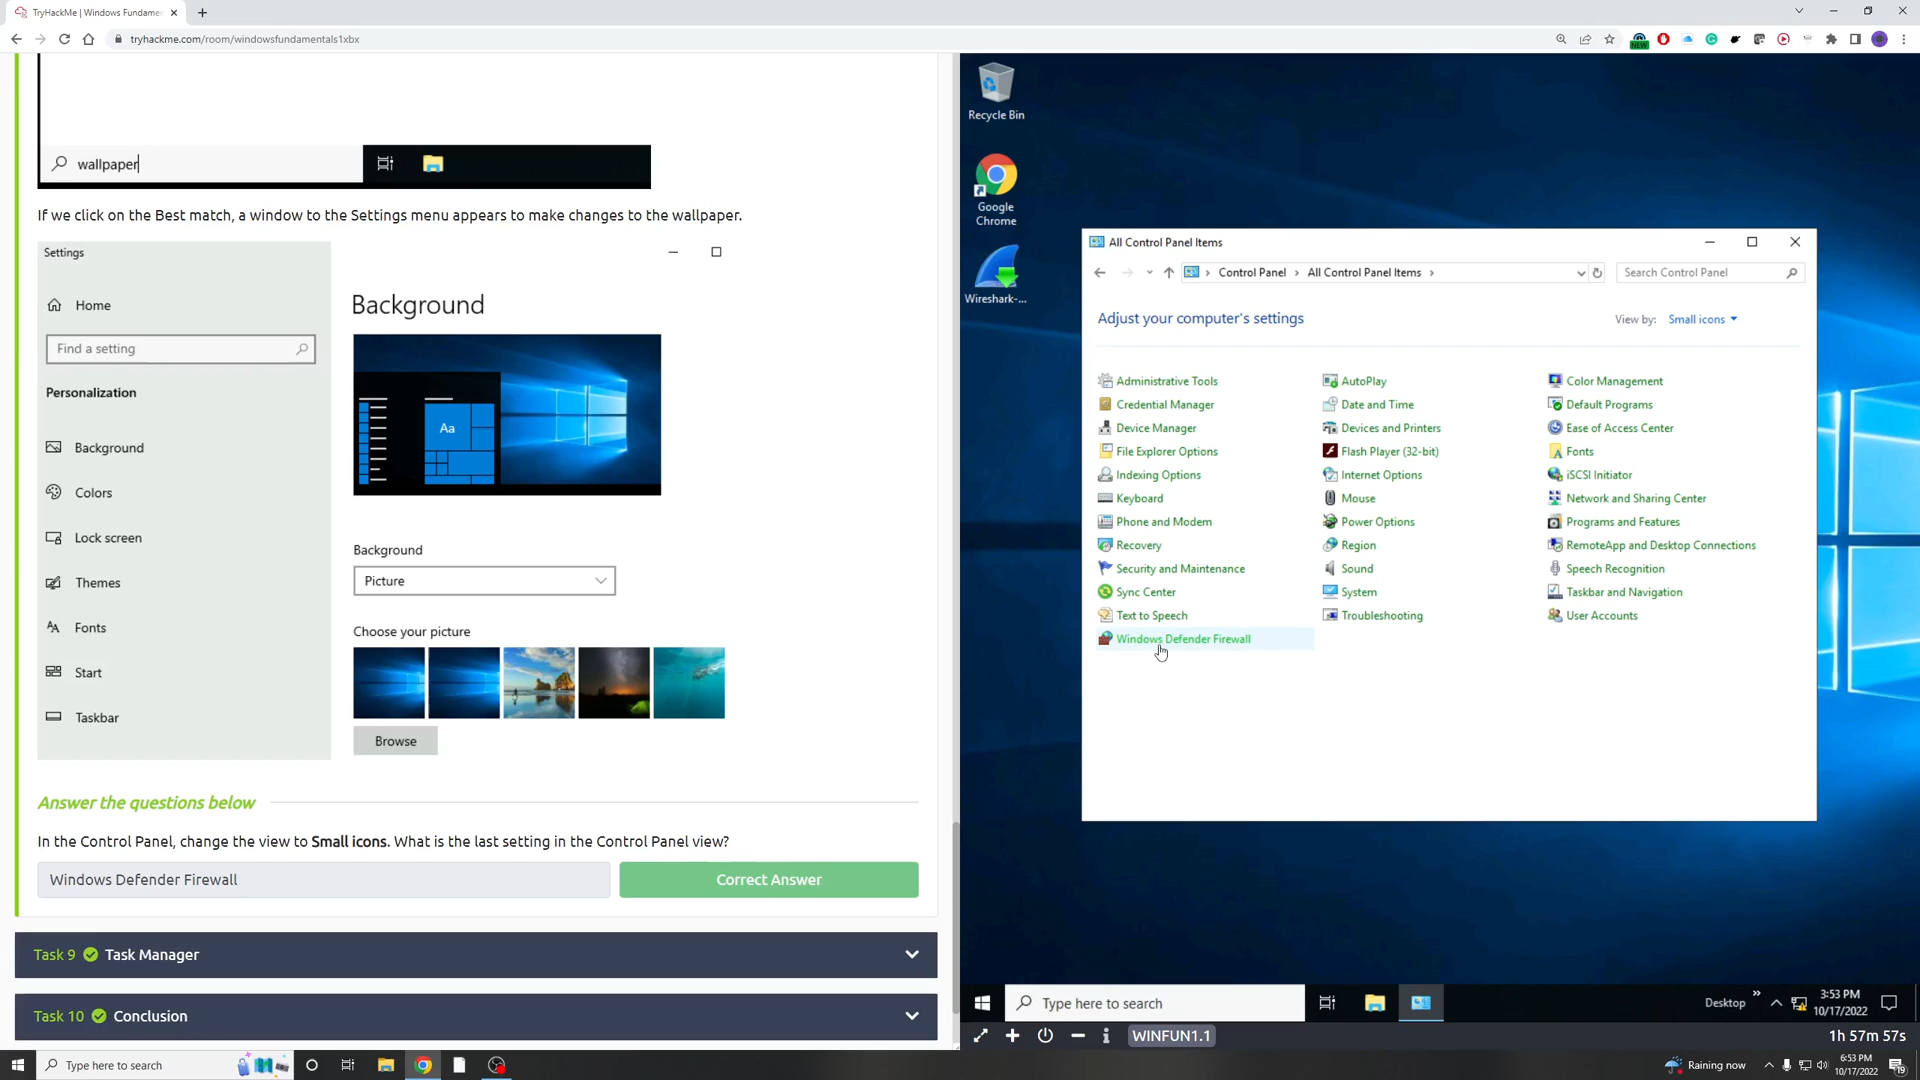 TryHackMe | Windows Fundame
tryhackme.com/room/windowsfundamentals1xbx
NEW
wallpaper
If we click on the Best match, a window to the Settings menu appears to make changes to the wallpaper.
Settings
Home
Find a setting
Personalization
Background
Colors
Lock screen
Themes
Fonts
Start
Taskbar
Background
Aa
Background
Picture
Choose your picture
Browse
Answer the questions below
In the Control Panel, change the view to Small icons. What is the last setting in the Control Panel view?
Windows Defender Firewall
Correct Answer
Task 9 Task Manager
Task 10 Conclusion
Recycle Bin
Google
Chrome
Wireshark-...
All Control Panel Items
Control Panel > All Control Panel Items >
Search Control Panel
Adjust your computer's settings
View by: Small icons
Administrative Tools
AutoPlay
Color Management
Credential Manager
Date and Time
Default Programs
Device Manager
Devices and Printers
Ease of Access Center
File Explorer Options
Flash Player (32-bit)
Fonts
Indexing Options
Internet Options
iSCSI Initiator
Keyboard
Mouse
Network and Sharing Center
Phone and Modem
Power Options
Programs and Features
Recovery
Region
RemoteApp and Desktop Connections
Security and Maintenance
Sound
Speech Recognition
Sync Center
System
Taskbar and Navigation
Text to Speech
Troubleshooting
User Accounts
Windows Defender Firewall
Type here to search
Desktop
3:53 PM
10/17/2022
WINFUN1.1
1h 57m 57s
Type here to search
Raining now
6:53 PM
10/17/2022
19